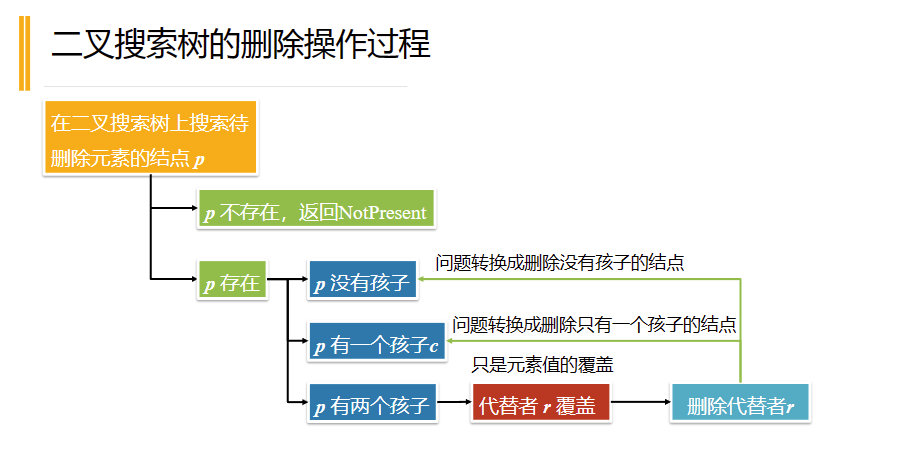 二叉搜索树的删除操作过程
在二叉搜索树上搜索待
删除元素的结点 p
p 不存在，返回NotPresent
p 存在
p 没有孩子
问题转换成删除没有孩子的结点
p 有一个孩子c
问题转换成删除只有一个孩子的结点
只是元素值的覆盖
p 有两个孩子
代替者 r 覆盖
删除代替者r